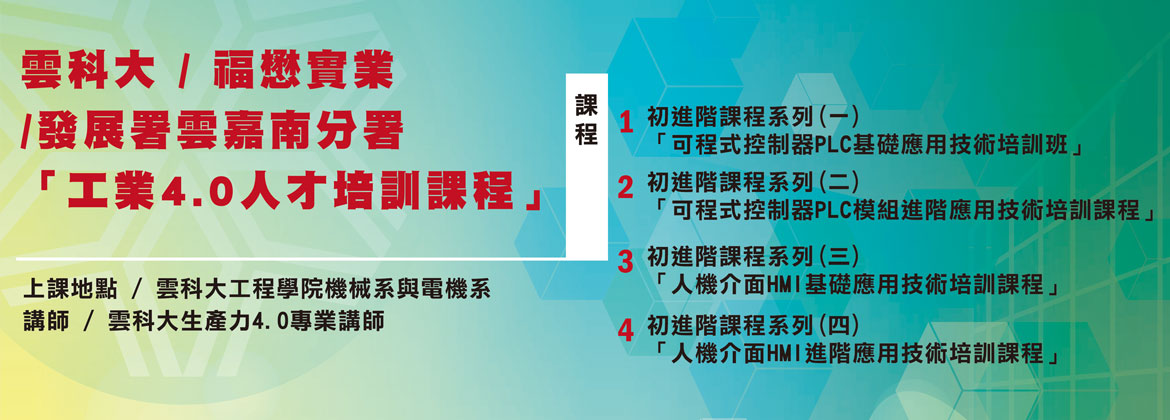 雲科大 / 福懋實業
/發展署雲嘉南分署
「工業4.0人才培訓課程」
上課地點 / 雲科大工程學院機械系與電機系
講師 / 雲科大生產力4.0專業講師
課程
1 初進階課程系列(一)
「可程式控制器PLC基礎應用技術培訓班」
2 初進階課程系列(二)
「可程式控制器PLC模組進階應用技術培訓課程」
3 初進階課程系列(三)
「人機介面HMI基礎應用技術培訓課程」
4 初進階課程系列(四)
「人機介面HMI進階應用技術培訓課程」